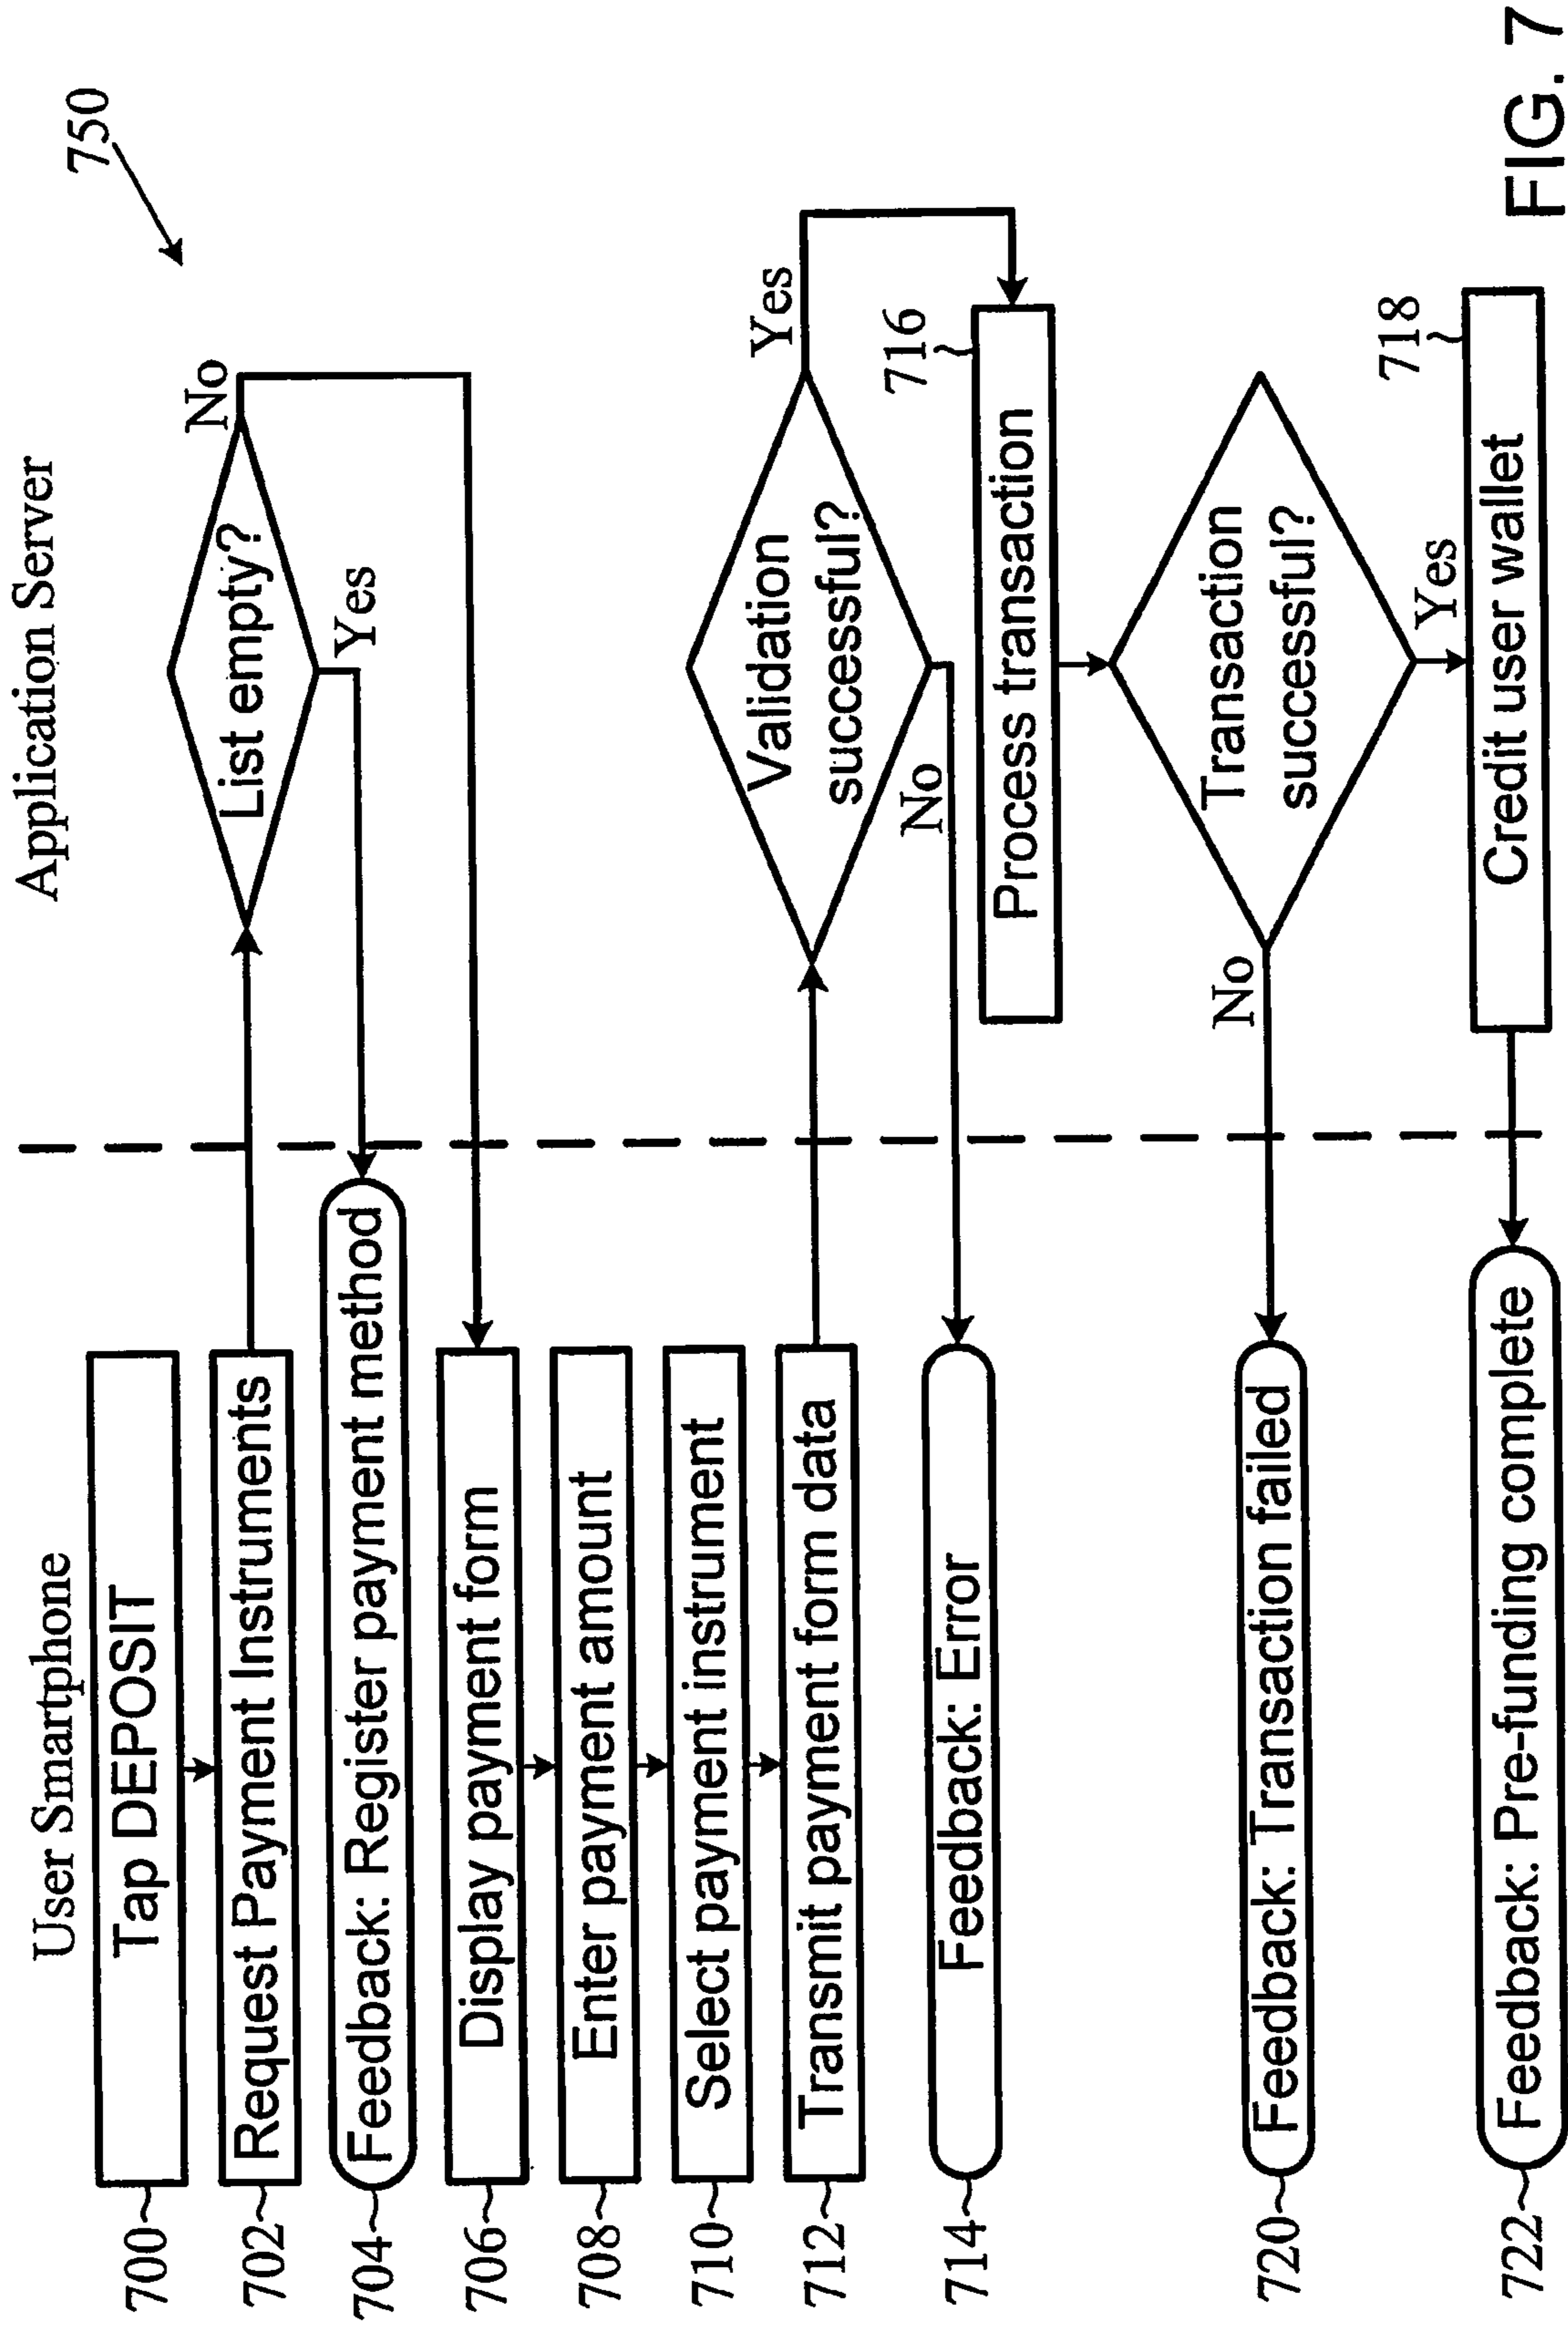 750
User Smartphone
Application Server
700
Tap DEPOSIT
702
Request Payment Instruments
List empty?
No
Yes
704
Feedback: Register payment method
706
Display payment form
708
Enter payment amount
710
Select payment instrument
712
Transmit payment form data
Validation
successful?
Yes
No
714
Feedback: Error
716
Process transaction
Transaction
successful?
No
Yes
720
Feedback: Transaction failed
718
Credit user wallet
722
Feedback: Pre-funding complete
FIG. 7